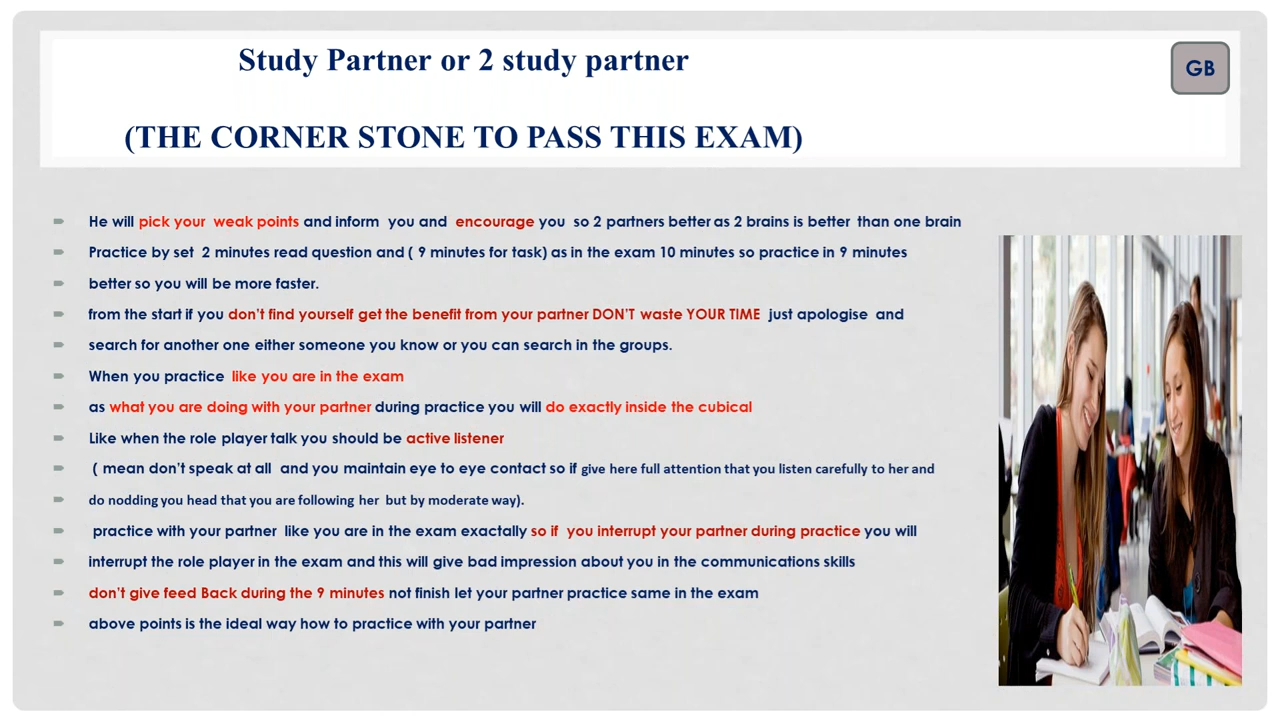 Study Partner or 2 study partner
GB
(THE CORNER STONE TO PASS THIS EXAM)
He will pick your weak points and inform you and encourage you so 2 partners better as 2 brains is better than one brain
Practice by set 2 minutes read question and ( 9 minutes for task) as in the exam 10 minutes so practice in 9 minutes
better so you will be more faster.
from the start if you don't find yourself get the benefit from your partner DON'T waste YOUR TIME just apologise and
search for another one either someone you know or you can search in the groups.
When you practice like you are in the exam
as what you are doing with your partner during practice you will do exactly inside the cubical
Like when the role player talk you should be active listener
( mean don't speak at all and you maintain eye to eye contact so if give here full attention that you listen carefully to her and
do nodding you head that you are following her but by moderate way).
practice with your partner like you are in the exam exactally so if you interrupt your partner during practice you will
interrupt the role player in the exam and this will give bad impression about you in the communications skills
don't give feed Back during the 9 minutes not finish let your partner practice same in the exam
above points is the ideal way how to practice with your partner